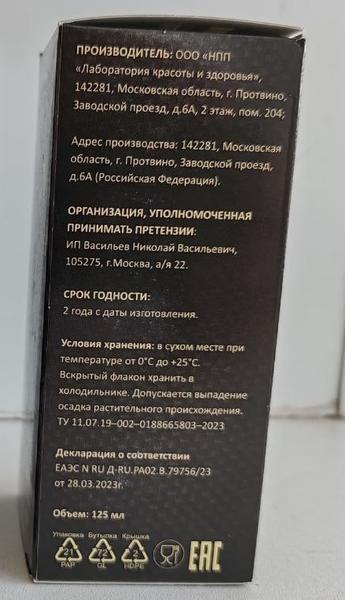 ПРОИЗВОДИТЕЛЬ: ООО «НПП
«Лаборатория красоты и здоровья»,
142281, Московская область, г. Протвино,
Заводской проезд, д.6А, 2 этаж, пом. 204;
Адрес производства: 142281, Московская
область, г. Протвино, Заводской проезд,
д.6А (Российская Федерация).
ОРГАНИЗАЦИЯ, УПОЛНОМОЧЕННАЯ
ПРИНИМАТЬ ПРЕТЕНЗИИ:
ИП Васильев Николай Васильевич,
105275, г.Москва, а/я 22.
СРОК ГОДНОСТИ:
2 года с даты изготовления.
Условия хранения: в сухом месте при
температуре от 0°С до +25°С.
Вскрытый флакон хранить в
холодильнике. Допускается выпадение
осадка растительного происхождения.
ТУ 11.07.19–002–0188665803–2023
Декларация о соответствии
ЕАЭС N RU Д-RU.РА02.В.79756/23
от 28.03.2023г.
Объем: 125 мл
Упаковка Бутылка Крышка
21 72 2
PAP GL HDPE
EAC